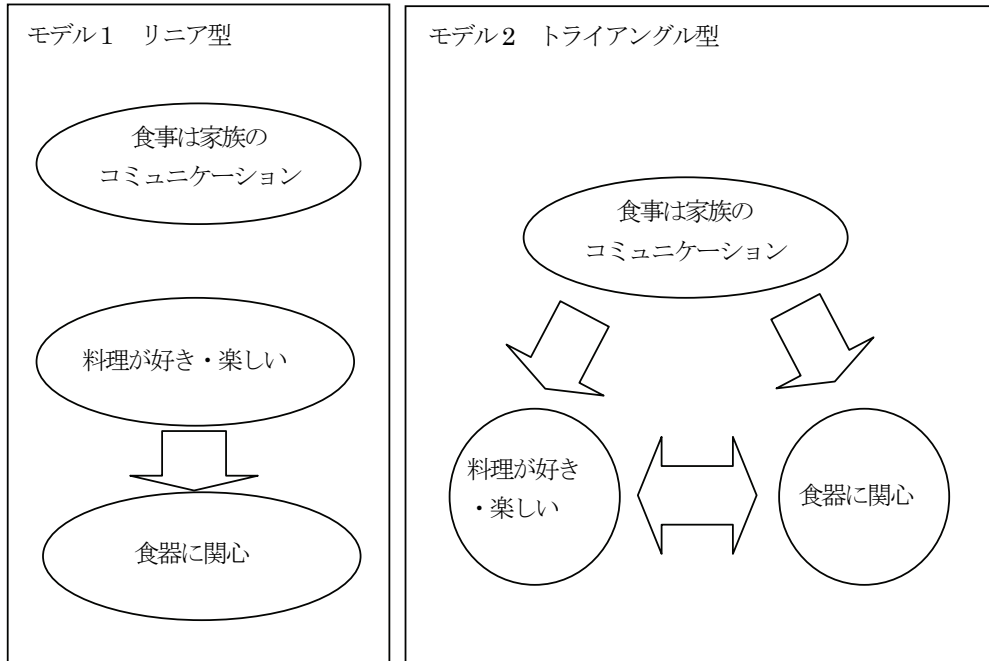 モデル1 リニア型
食事は家族の
コミュニケーション
料理が好き・楽しい
食器に関心
モデル2 トライアングル型
食事は家族の
コミュニケーション
料理が好き
・楽しい
食器に関心